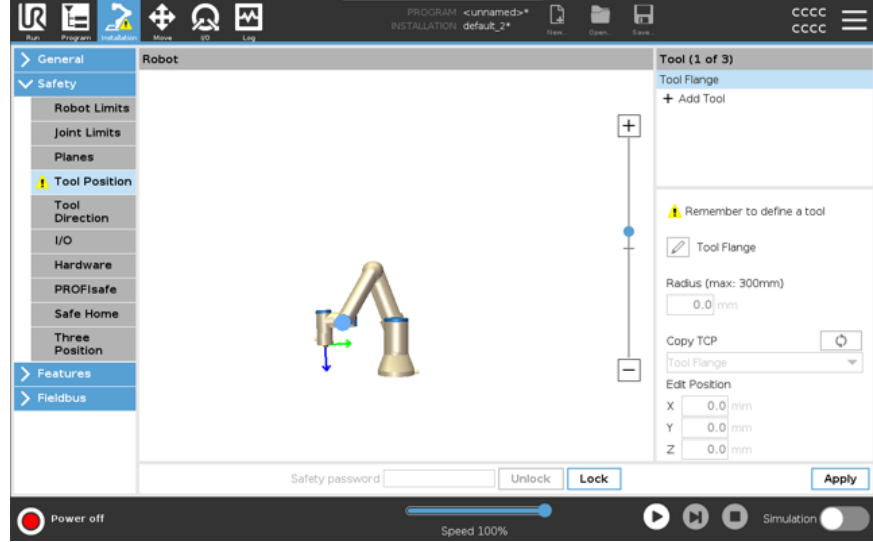 UR
PROGRAM <unnamed>*
INSTALLATION default_2*
cccc
cccc
Run Program Installation Move I/O Log
New... Open... Save...
General
Safety
Robot Limits
Joint Limits
Planes
Tool Position
Tool
Direction
I/O
Hardware
PROFIsafe
Safe Home
Three
Position
Features
Fieldbus
Robot
+
−
Tool (1 of 3)
Tool Flange
+ Add Tool
Remember to define a tool
Tool Flange
Radius (max: 300mm)
0.0 mm
Copy TCP
Tool Flange
Edit Position
X 0.0 mm
Y 0.0 mm
Z 0.0 mm
Safety password Unlock Lock
Apply
Power off
Speed 100%
Simulation